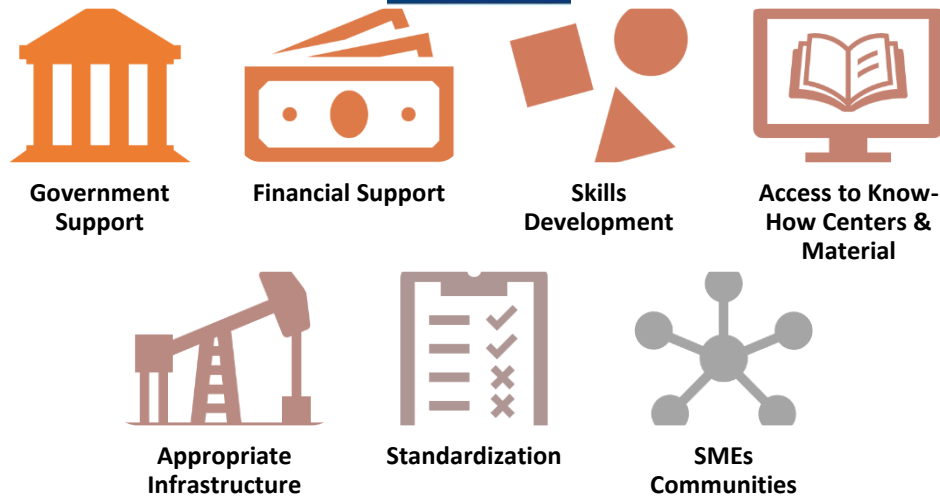 Government
Support
Financial Support
Skills
Development
Access to Know-
How Centers &
Material
Appropriate
Infrastructure
Standardization
SMEs
Communities